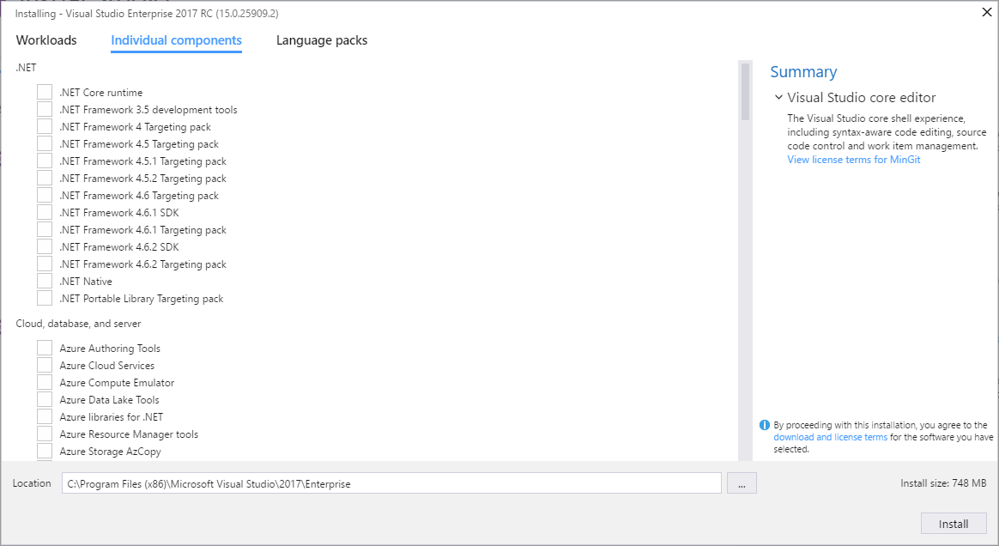 Installing - Visual Studio Enterprise 2017 RC (15.0.25909.2)
Workloads
Individual components
Language packs
.NET
.NET Core runtime
.NET Framework 3.5 development tools
.NET Framework 4 Targeting pack
.NET Framework 4.5 Targeting pack
.NET Framework 4.5.1 Targeting pack
.NET Framework 4.5.2 Targeting pack
.NET Framework 4.6 Targeting pack
.NET Framework 4.6.1 SDK
.NET Framework 4.6.1 Targeting pack
.NET Framework 4.6.2 SDK
.NET Framework 4.6.2 Targeting pack
.NET Native
.NET Portable Library Targeting pack
Cloud, database, and server
Azure Authoring Tools
Azure Cloud Services
Azure Compute Emulator
Azure Data Lake Tools
Azure libraries for .NET
Azure Resource Manager tools
Azure Storage AzCopy
Summary
Visual Studio core editor
The Visual Studio core shell experience,
including syntax-aware code editing, source
code control and work item management.
View license terms for MinGit
By proceeding with this installation, you agree to the
download and license terms for the software you have
selected.
Location
C:\Program Files (x86)\Microsoft Visual Studio\2017\Enterprise
...
Install size: 748 MB
Install